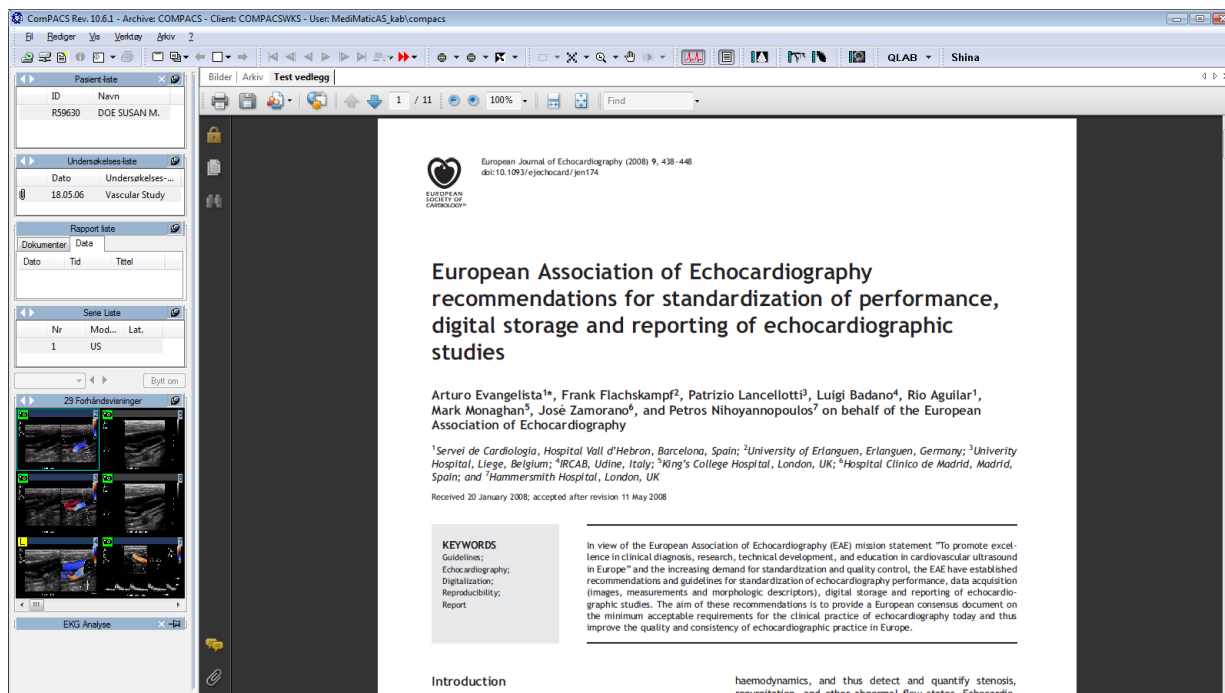 ComPACS Rev. 10.6.1 - Archive: COMPACS - Client: COMPACSWKS - User: MediMaticAS_kab\compacs
Fil Rediger Vis Verktøy Arkiv ?
QLAB Shina
Pasient-liste
ID Navn
R59630 DOE SUSAN M.
Undersøkelses-liste
Dato Undersøkelses-...
18.05.06 Vascular Study
Rapport liste
Dokumenter Data
Dato Tid Tittel
Serie Liste
Nr Mod... Lat.
1 US
Bytt om
29 Forhåndsvisninger
L
EKG Analyse
Bilder Arkiv Test vedlegg
1 / 11 100% Find
European Journal of Echocardiography (2008) 9, 438–448
doi:10.1093/ejechocard/jen174
EUROPEAN
SOCIETY OF
CARDIOLOGY®
European Association of Echocardiography
recommendations for standardization of performance,
digital storage and reporting of echocardiographic
studies
Arturo Evangelista1*, Frank Flachskampf2, Patrizio Lancellotti3, Luigi Badano4, Rio Aguilar1,
Mark Monaghan5, José Zamorano6, and Petros Nihoyannopoulos7 on behalf of the European
Association of Echocardiography
1Servei de Cardiologia, Hospital Vall d'Hebron, Barcelona, Spain; 2University of Erlanguen, Erlanguen, Germany; 3Univerity
Hospital, Liege, Belgium; 4IRCAB, Udine, Italy; 5King's College Hospital, London, UK; 6Hospital Clinico de Madrid, Madrid,
Spain; and 7Hammersmith Hospital, London, UK
Received 20 January 2008; accepted after revision 11 May 2008
KEYWORDS
Guidelines;
Echocardiography;
Digitalization;
Reproducibility;
Report
In view of the European Association of Echocardiography (EAE) mission statement "To promote excel-
lence in clinical diagnosis, research, technical development, and education in cardiovascular ultrasound
in Europe" and the increasing demand for standardization and quality control, the EAE have established
recommendations and guidelines for standardization of echocardiography performance, data acquisition
(images, measurements and morphologic descriptors), digital storage and reporting of echocardio-
graphic studies. The aim of these recommendations is to provide a European consensus document on
the minimum acceptable requirements for the clinical practice of echocardiography today and thus
improve the quality and consistency of echocardiographic practice in Europe.
Introduction
haemodynamics, and thus detect and quantify stenosis,
regurgitation, and other abnormal flow states. Echocardio-